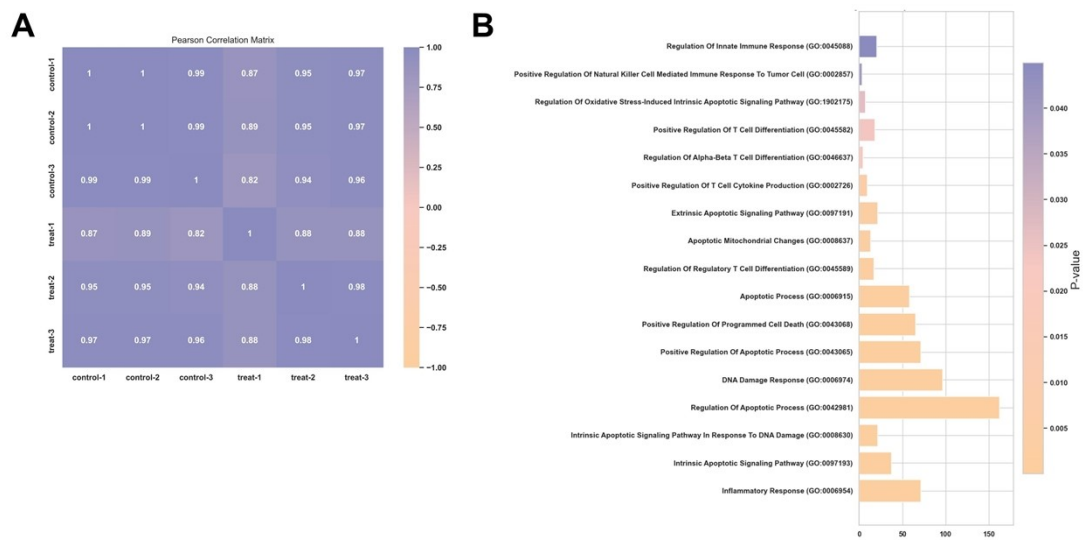 A
Pearson Correlation Matrix
control-1 1 1 0.99 0.87 0.95 0.97
control-2 1 1 0.99 0.89 0.95 0.97
control-3 0.99 0.99 1 0.82 0.94 0.96
treat-1 0.87 0.89 0.82 1 0.88 0.88
treat-2 0.95 0.95 0.94 0.88 1 0.98
treat-3 0.97 0.97 0.96 0.88 0.98 1
control-1 control-2 control-3 treat-1 treat-2 treat-3
1.00
0.75
0.50
0.25
0.00
−0.25
−0.50
−0.75
−1.00
B
Regulation Of Innate Immune Response (GO:0045088)
Positive Regulation Of Natural Killer Cell Mediated Immune Response To Tumor Cell (GO:0002857)
Regulation Of Oxidative Stress-Induced Intrinsic Apoptotic Signaling Pathway (GO:1902175)
Positive Regulation Of T Cell Differentiation (GO:0045582)
Regulation Of Alpha-Beta T Cell Differentiation (GO:0046637)
Positive Regulation Of T Cell Cytokine Production (GO:0002726)
Extrinsic Apoptotic Signaling Pathway (GO:0097191)
Apoptotic Mitochondrial Changes (GO:0008637)
Regulation Of Regulatory T Cell Differentiation (GO:0045589)
Apoptotic Process (GO:0006915)
Positive Regulation Of Programmed Cell Death (GO:0043068)
Positive Regulation Of Apoptotic Process (GO:0043065)
DNA Damage Response (GO:0006974)
Regulation Of Apoptotic Process (GO:0042981)
Intrinsic Apoptotic Signaling Pathway In Response To DNA Damage (GO:0008630)
Intrinsic Apoptotic Signaling Pathway (GO:0097193)
Inflammatory Response (GO:0006954)
0 50 100 150
0.040
0.035
0.030
0.025
0.020
0.015
0.010
0.005
P-value